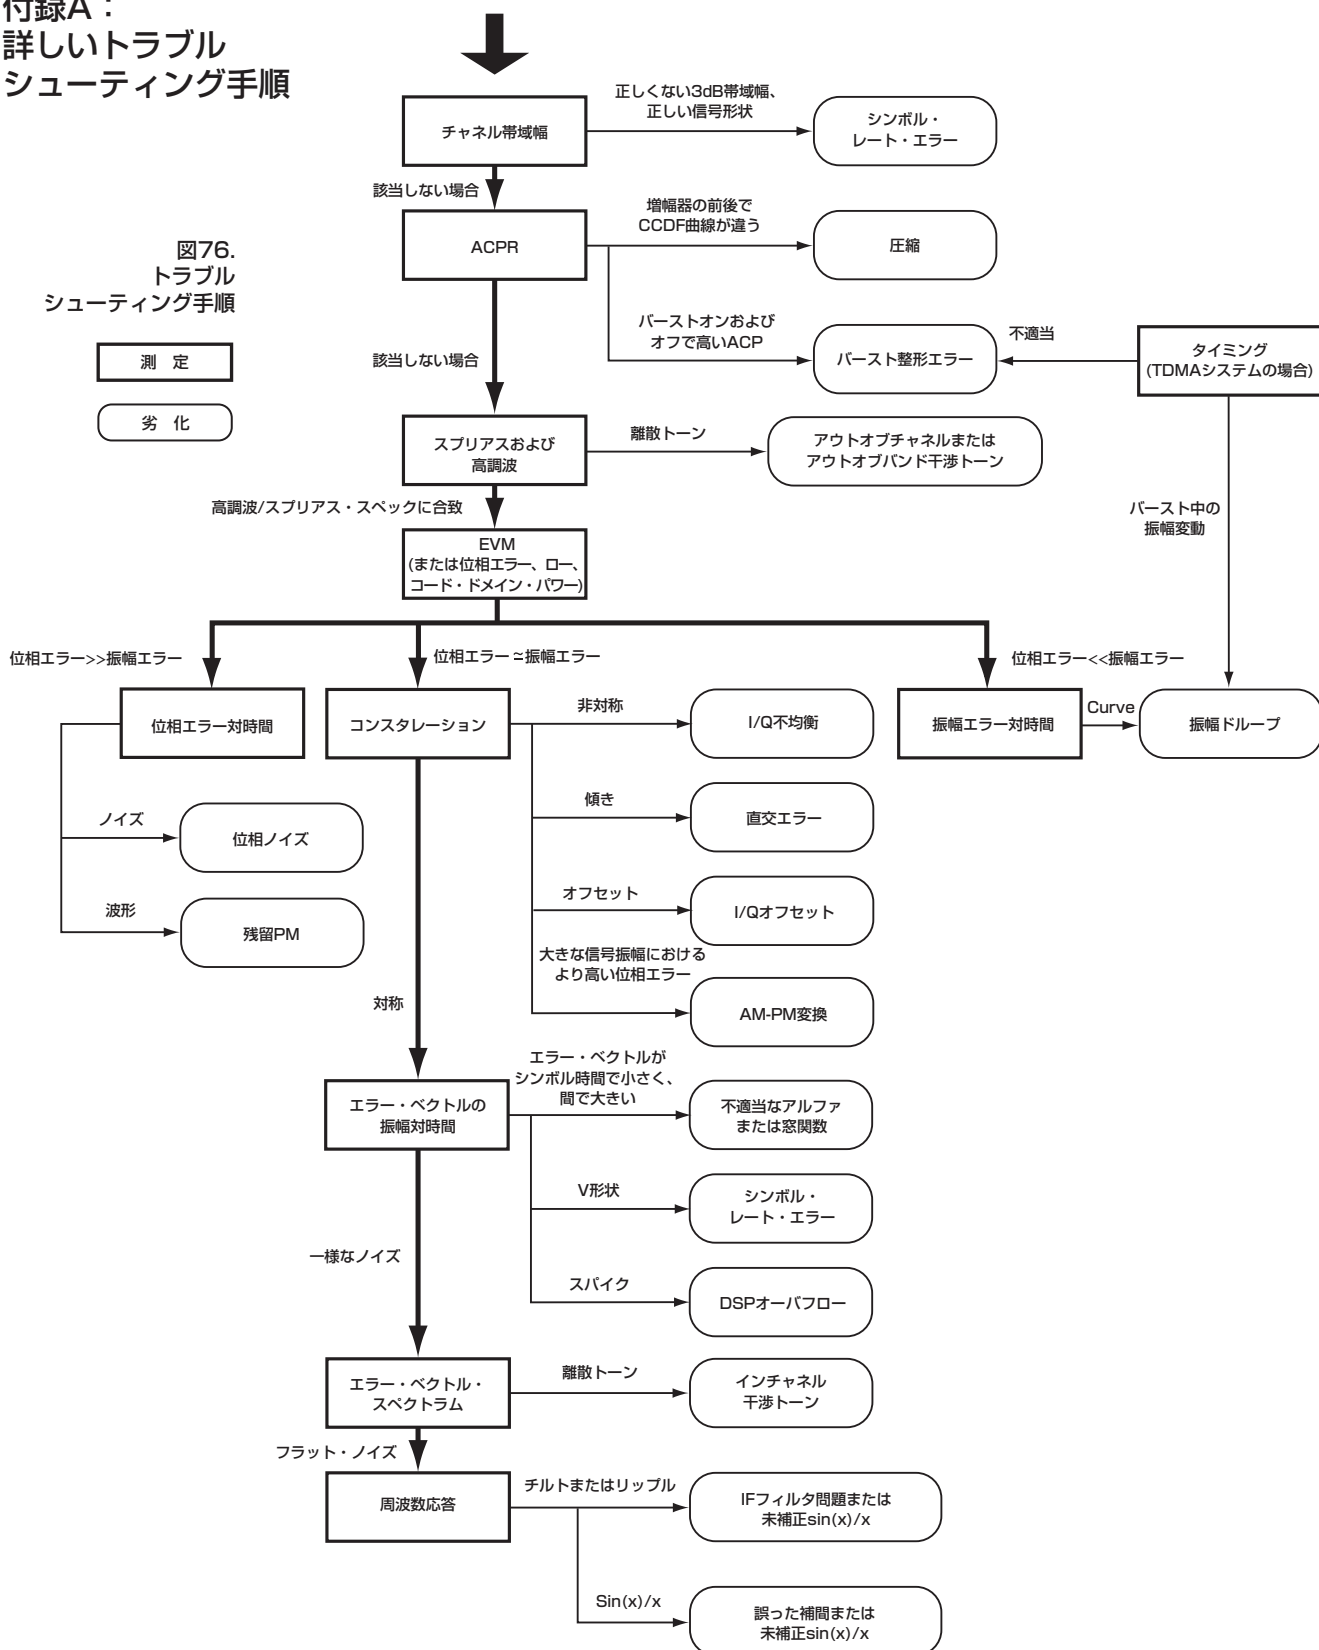 付録A：
詳しいトラブル
シューティング手順
図76.
トラブル
シューティング手順
測 定
劣 化
チャネル帯域幅
正しくない3dB帯域幅、
正しい信号形状
シンボル・
レート・エラー
該当しない場合
ACPR
増幅器の前後で
CCDF曲線が違う
圧縮
バーストオンおよび
オフで高いACP
バースト整形エラー
不適当
タイミング
(TDMAシステムの場合)
該当しない場合
スプリアスおよび
高調波
離散トーン
アウトオブチャネルまたは
アウトオブバンド干渉トーン
バースト中の
振幅変動
高調波/スプリアス・スペックに合致
EVM
(または位相エラー、ロー、
コード・ドメイン・パワー)
位相エラー>>振幅エラー
位相エラー≃振幅エラー
位相エラー<<振幅エラー
位相エラー対時間
ノイズ
位相ノイズ
波形
残留PM
コンスタレーション
非対称
I/Q不均衡
傾き
直交エラー
オフセット
I/Qオフセット
大きな信号振幅における
より高い位相エラー
AM-PM変換
振幅エラー対時間
Curve
振幅ドループ
対称
エラー・ベクトルの
振幅対時間
エラー・ベクトルが
シンボル時間で小さく、
間で大きい
不適当なアルファ
または窓関数
V形状
シンボル・
レート・エラー
スパイク
DSPオーバフロー
一様なノイズ
エラー・ベクトル・
スペクトラム
離散トーン
インチャネル
干渉トーン
フラット・ノイズ
周波数応答
チルトまたはリップル
IFフィルタ問題または
未補正sin(x)/x
Sin(x)/x
誤った補間または
未補正sin(x)/x